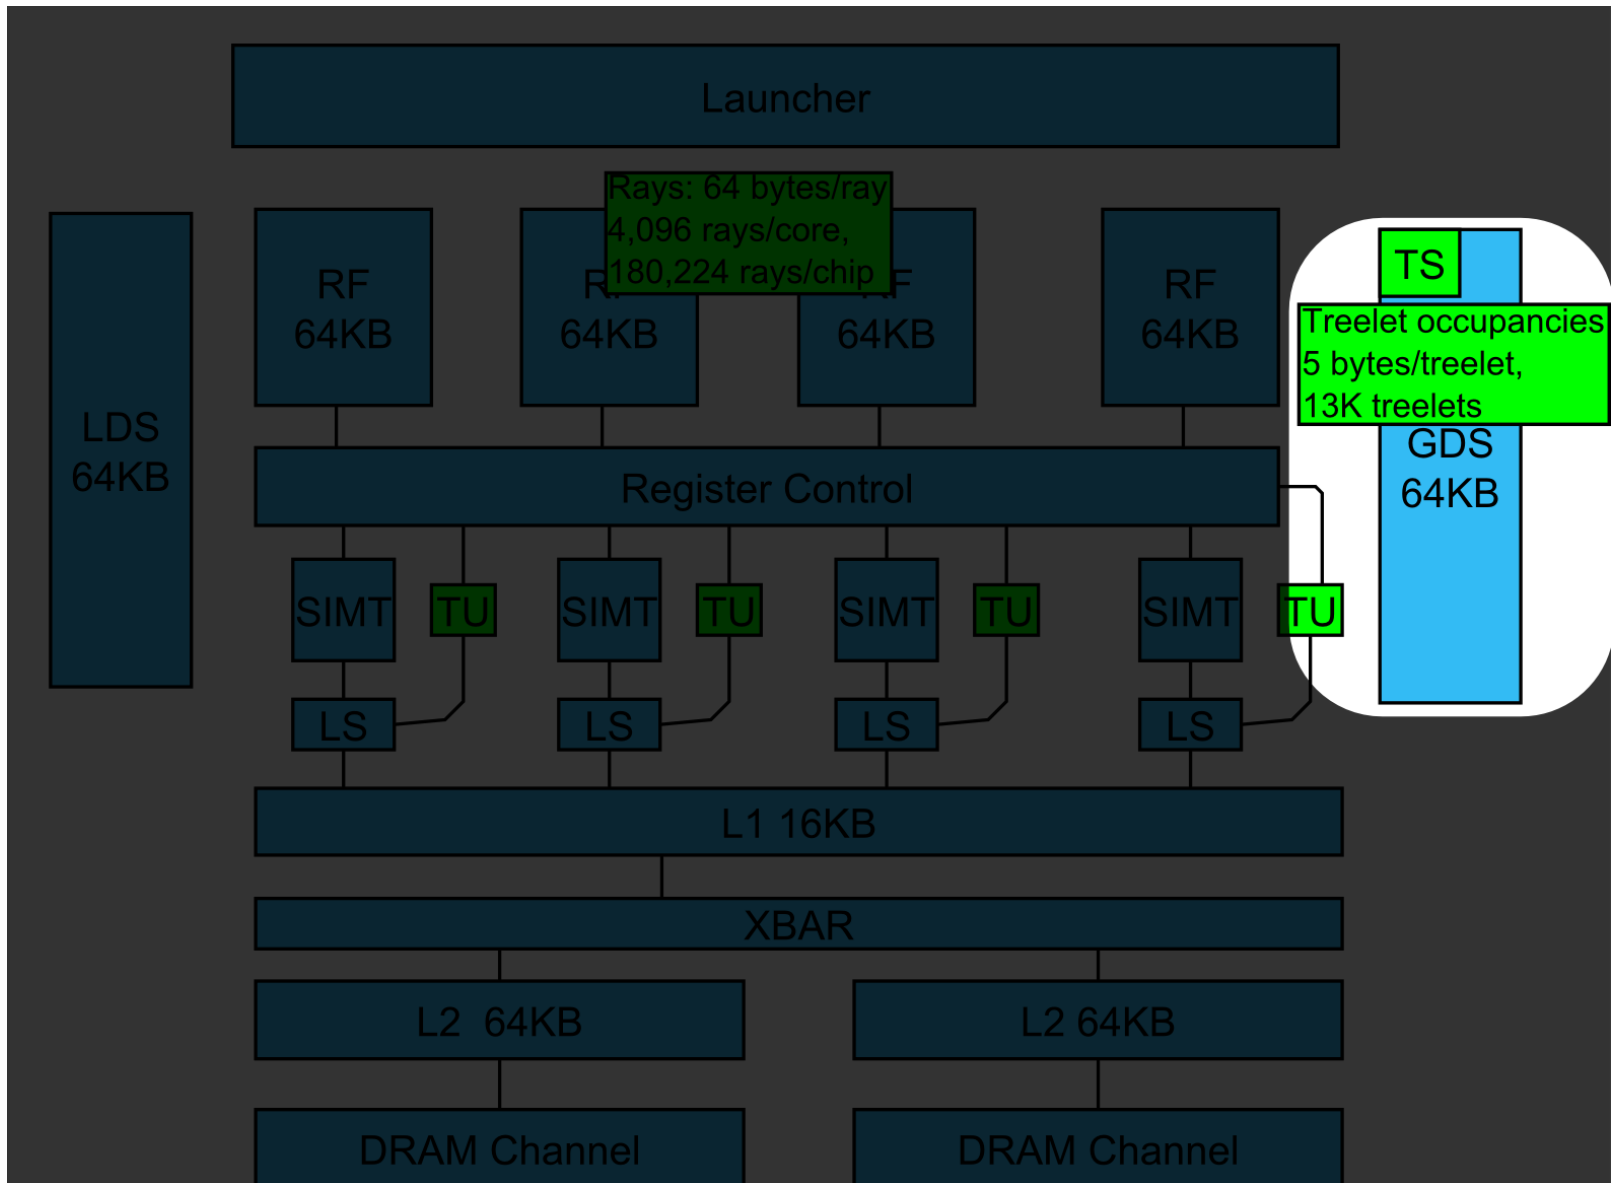 Launcher
Rays: 64 bytes/ray
4,096 rays/core,
180,224 rays/chip
RF
64KB
RF
64KB
RF
64KB
RF
64KB
TS
Treelet occupancies
5 bytes/treelet,
13K treelets
GDS
64KB
LDS
64KB
Register Control
SIMT
TU
SIMT
TU
SIMT
TU
SIMT
TU
LS
LS
LS
LS
L1 16KB
XBAR
L2 64KB
L2 64KB
DRAM Channel
DRAM Channel